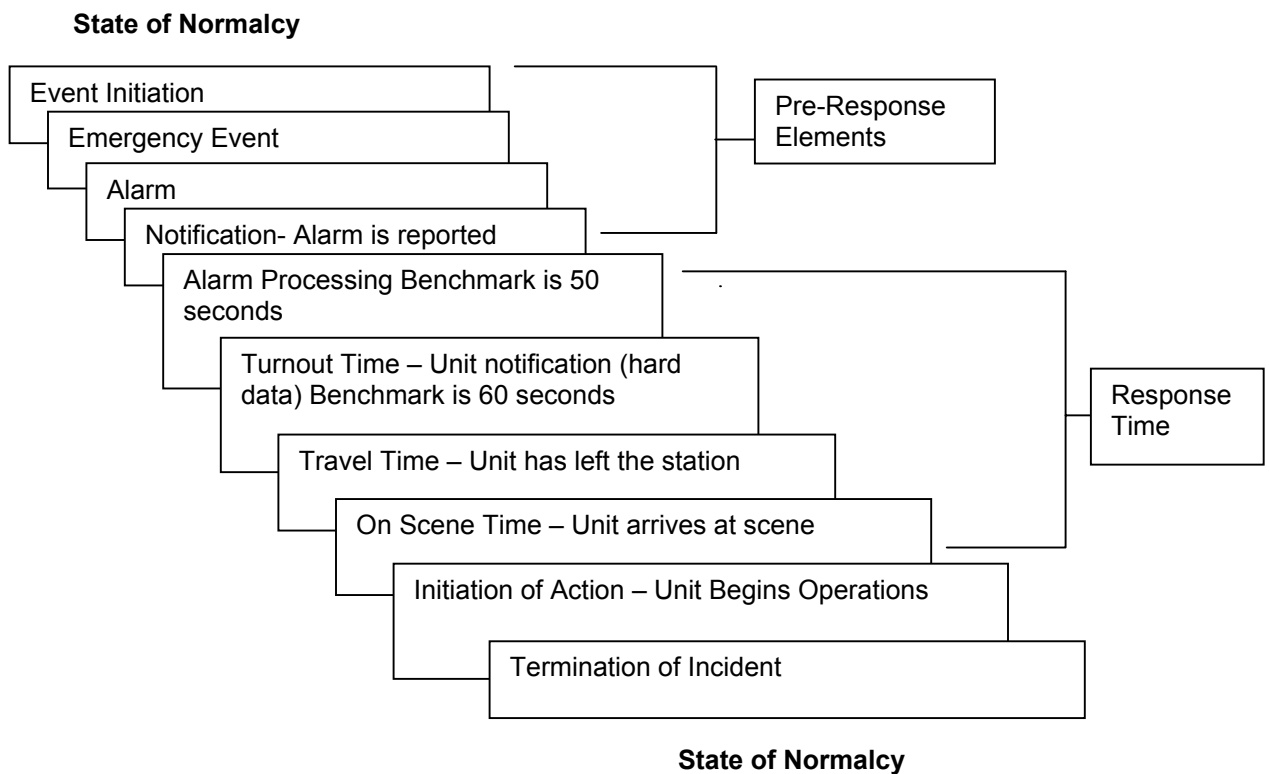 State of Normalcy
Event Initiation
Emergency Event
Alarm
Notification- Alarm is reported
Alarm Processing Benchmark is 50
seconds
Turnout Time – Unit notification (hard
data) Benchmark is 60 seconds
Travel Time – Unit has left the station
On Scene Time – Unit arrives at scene
Initiation of Action – Unit Begins Operations
Termination of Incident
Pre-Response
Elements
.
Response
Time
State of Normalcy